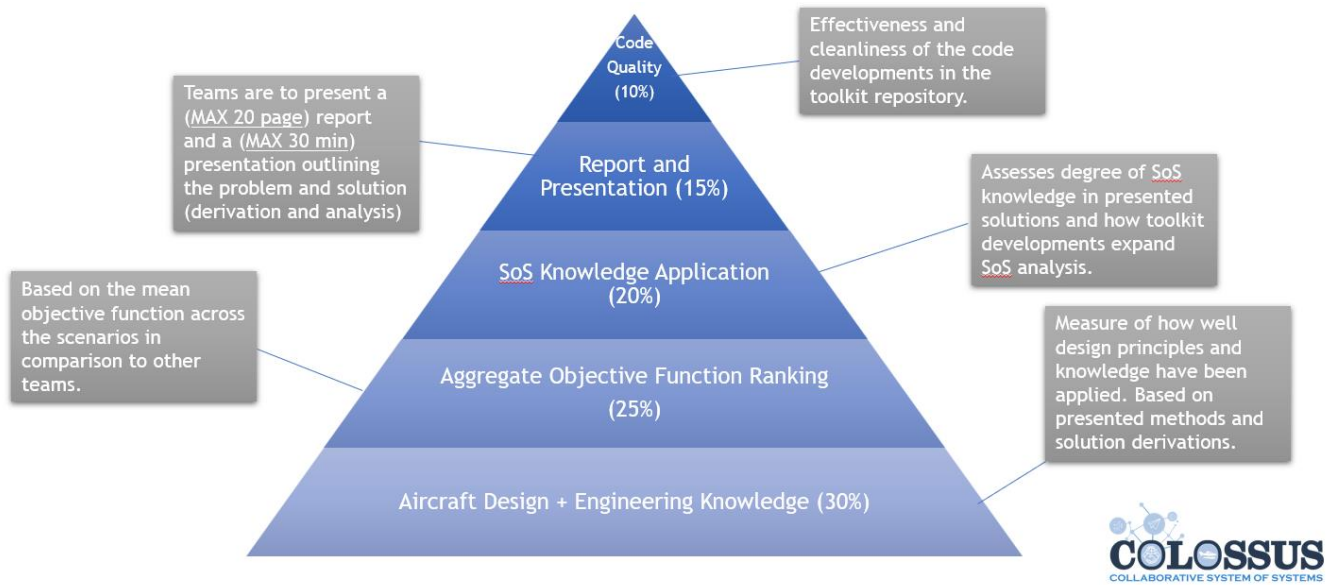 Code
Quality
(10%)
Effectiveness and
cleanliness of the code
developments in the
toolkit repository.
Teams are to present a
(MAX 20 page) report
and a (MAX 30 min)
presentation outlining
the problem and solution
(derivation and analysis)
Report and
Presentation (15%)
Assesses degree of SoS
knowledge in presented
solutions and how toolkit
developments expand
SoS analysis.
SoS Knowledge Application
(20%)
Based on the mean
objective function across
the scenarios in
comparison to other
teams.
Aggregate Objective Function Ranking
(25%)
Measure of how well
design principles and
knowledge have been
applied. Based on
presented methods and
solution derivations.
Aircraft Design + Engineering Knowledge (30%)
COLOSSUS
COLLABORATIVE SYSTEM OF SYSTEMS